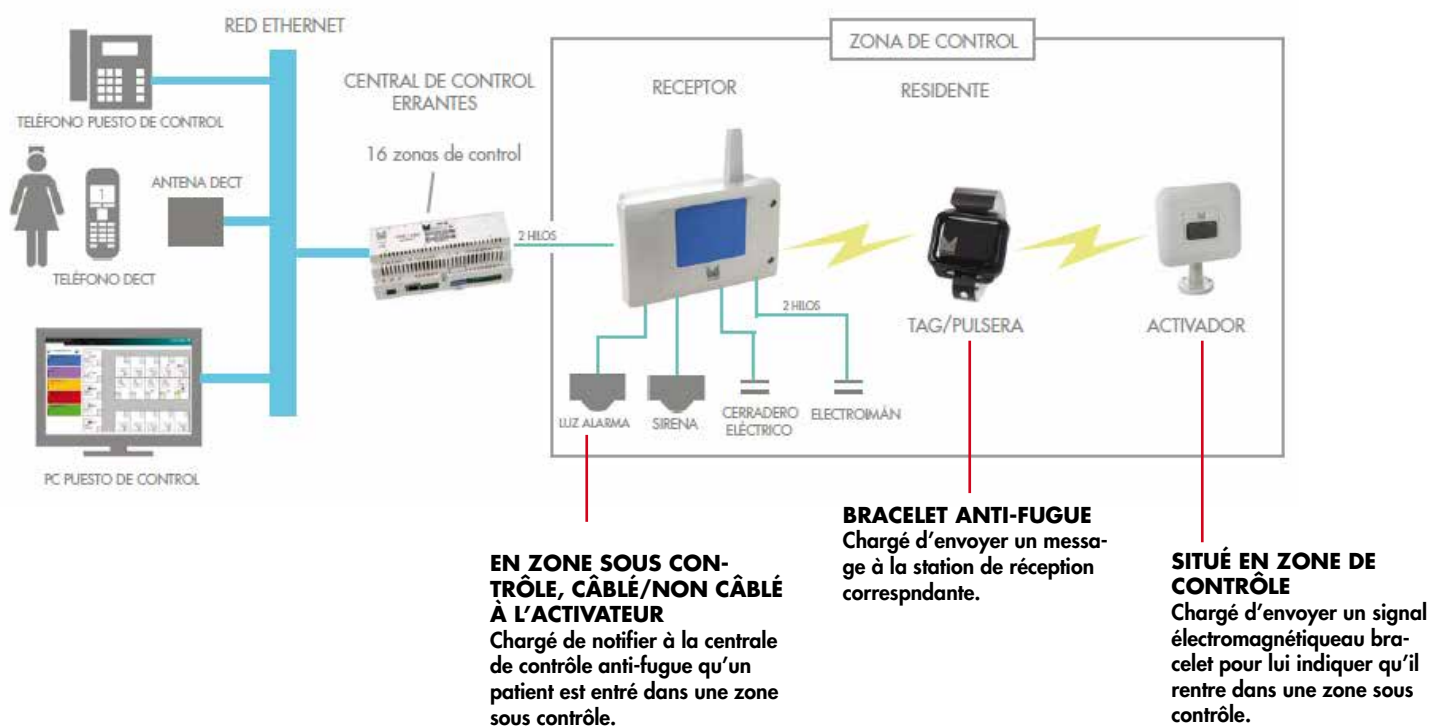 RED ETHERNET
ZONA DE CONTROL
CENTRAL DE CONTROL
ERRANTES
RECEPTOR
RESIDENTE
TELÉFONO PUESTO DE CONTROL
16 zonas de control
ANTENA DECT
1
2 HILOS
TELÉFONO DECT
2 HILOS
TAG/PULSERA
ACTIVADOR
LUZ ALARMA
SIRENA
CERRADERO
ELÉCTRICO
ELECTROIMÁN
PC PUESTO DE CONTROL
EN ZONE SOUS CON-
TRÔLE, CÂBLÉ/NON CÂBLÉ
À L'ACTIVATEUR
Chargé de notifier à la centrale
de contrôle anti-fugue qu'un
patient est entré dans une zone
sous contrôle.
BRACELET ANTI-FUGUE
Chargé d'envoyer un messa-
ge à la station de réception
correspndante.
SITUÉ EN ZONE DE
CONTRÔLE
Chargé d'envoyer un signal
électromagnétiqueau bra-
celet pour lui indiquer qu'il
rentre dans une zone sous
contrôle.